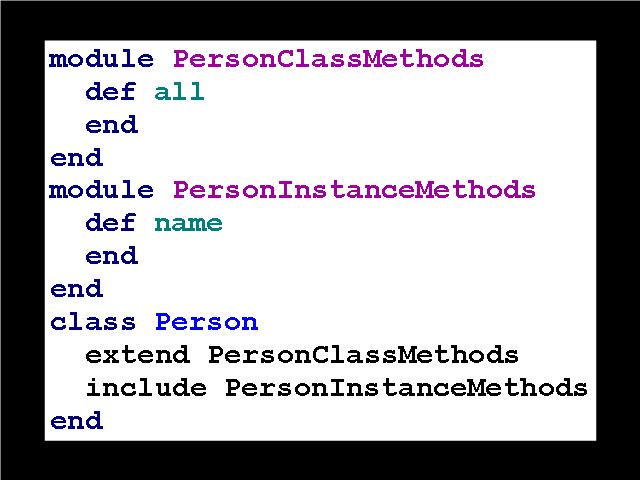 module PersonClassMethods
  def all
  end
end
module PersonInstanceMethods
  def name
  end
end
class Person
  extend PersonClassMethods
  include PersonInstanceMethods
end